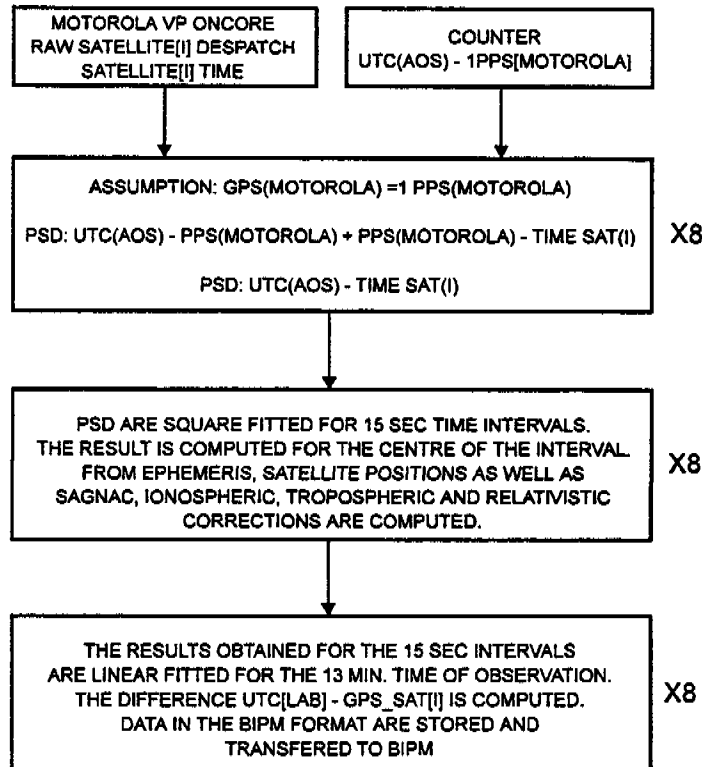 MOTOROLA VP ONCORE
RAW SATELLITE[I] DESPATCH
SATELLITE[I] TIME
COUNTER
UTC(AOS) - 1PPS[MOTOROLA]
ASSUMPTION: GPS(MOTOROLA) =1 PPS(MOTOROLA)
PSD: UTC(AOS) - PPS(MOTOROLA) + PPS(MOTOROLA) - TIME SAT(I)
PSD: UTC(AOS) - TIME SAT(I)
X8
PSD ARE SQUARE FITTED FOR 15 SEC TIME INTERVALS.
THE RESULT IS COMPUTED FOR THE CENTRE OF THE INTERVAL
FROM EPHEMERIS, SATELLITE POSITIONS AS WELL AS
SAGNAC, IONOSPHERIC, TROPOSPHERIC AND RELATIVISTIC
CORRECTIONS ARE COMPUTED.
X8
THE RESULTS OBTAINED FOR THE 15 SEC INTERVALS
ARE LINEAR FITTED FOR THE 13 MIN. TIME OF OBSERVATION.
THE DIFFERENCE UTC[LAB] - GPS_SAT[I] IS COMPUTED.
DATA IN THE BIPM FORMAT ARE STORED AND
TRANSFERED TO BIPM
X8